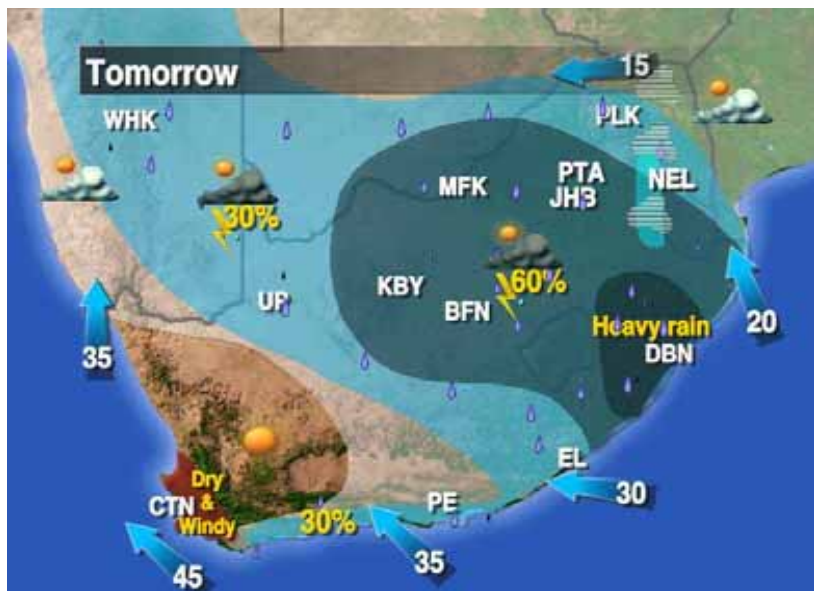 Tomorrow
15
WHK
PLK
MFK
PTA
JHB
NEL
30%
60%
KBY
UP
BFN
Heavy rain
DBN
20
35
EL
Dry
&
Windy
CTN
PE
30%
30
35
45